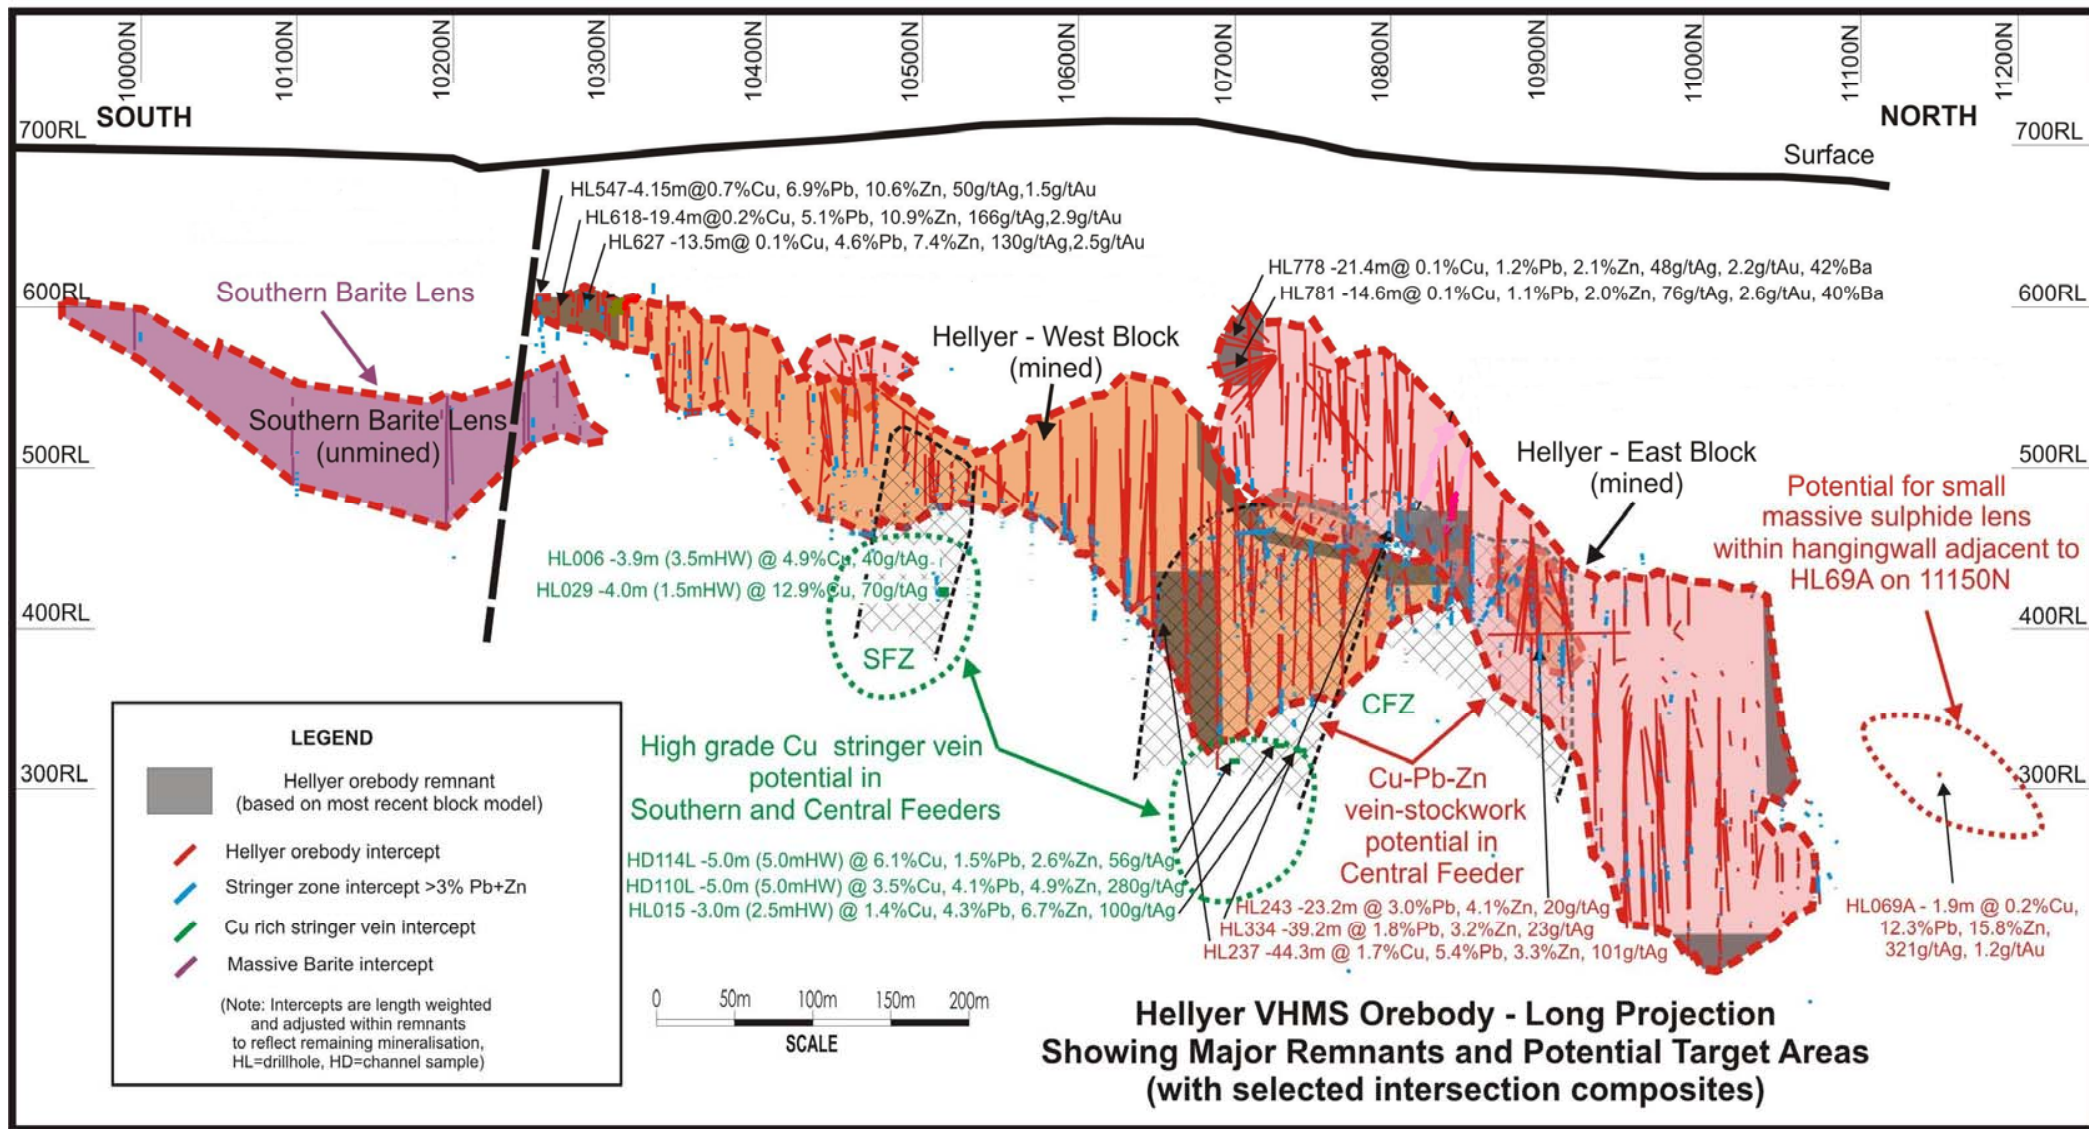 10000N
10100N
10200N
10300N
10400N
10500N
10600N
10700N
10800N
10900N
11000N
11100N
11200N
SOUTH
NORTH
700RL
700RL
Surface
HL547-4.15m@0.7%Cu, 6.9%Pb, 10.6%Zn, 50g/tAg,1.5g/tAu
HL618-19.4m@0.2%Cu, 5.1%Pb, 10.9%Zn, 166g/tAg,2.9g/tAu
HL627 -13.5m@ 0.1%Cu, 4.6%Pb, 7.4%Zn, 130g/tAg,2.5g/tAu
HL778 -21.4m@ 0.1%Cu, 1.2%Pb, 2.1%Zn, 48g/tAg, 2.2g/tAu, 42%Ba
HL781 -14.6m@ 0.1%Cu, 1.1%Pb, 2.0%Zn, 76g/tAg, 2.6g/tAu, 40%Ba
600RL
600RL
Southern Barite Lens
Hellyer - West Block
(mined)
Southern Barite Lens
(unmined)
500RL
500RL
Hellyer - East Block
(mined)
Potential for small
massive sulphide lens
within hangingwall adjacent to
HL69A on 11150N
HL006 -3.9m (3.5mHW) @ 4.9%Cu, 40g/tAg
HL029 -4.0m (1.5mHW) @ 12.9%Cu, 70g/tAg
400RL
400RL
SFZ
CFZ
High grade Cu stringer vein
potential in
Southern and Central Feeders
Cu-Pb-Zn
vein-stockwork
potential in
Central Feeder
300RL
300RL
HD114L -5.0m (5.0mHW) @ 6.1%Cu, 1.5%Pb, 2.6%Zn, 56g/tAg
HD110L -5.0m (5.0mHW) @ 3.5%Cu, 4.1%Pb, 4.9%Zn, 280g/tAg
HL015 -3.0m (2.5mHW) @ 1.4%Cu, 4.3%Pb, 6.7%Zn, 100g/tAg
HL243 -23.2m @ 3.0%Pb, 4.1%Zn, 20g/tAg
HL334 -39.2m @ 1.8%Pb, 3.2%Zn, 23g/tAg
HL237 -44.3m @ 1.7%Cu, 5.4%Pb, 3.3%Zn, 101g/tAg
HL069A - 1.9m @ 0.2%Cu,
12.3%Pb, 15.8%Zn,
321g/tAg, 1.2g/tAu
LEGEND
Hellyer orebody remnant
(based on most recent block model)
Hellyer orebody intercept
Stringer zone intercept >3% Pb+Zn
Cu rich stringer vein intercept
Massive Barite intercept
(Note: Intercepts are length weighted
and adjusted within remnants
to reflect remaining mineralisation,
HL=drillhole, HD=channel sample)
0 50m 100m 150m 200m
SCALE
Hellyer VHMS Orebody - Long Projection
Showing Major Remnants and Potential Target Areas
(with selected intersection composites)